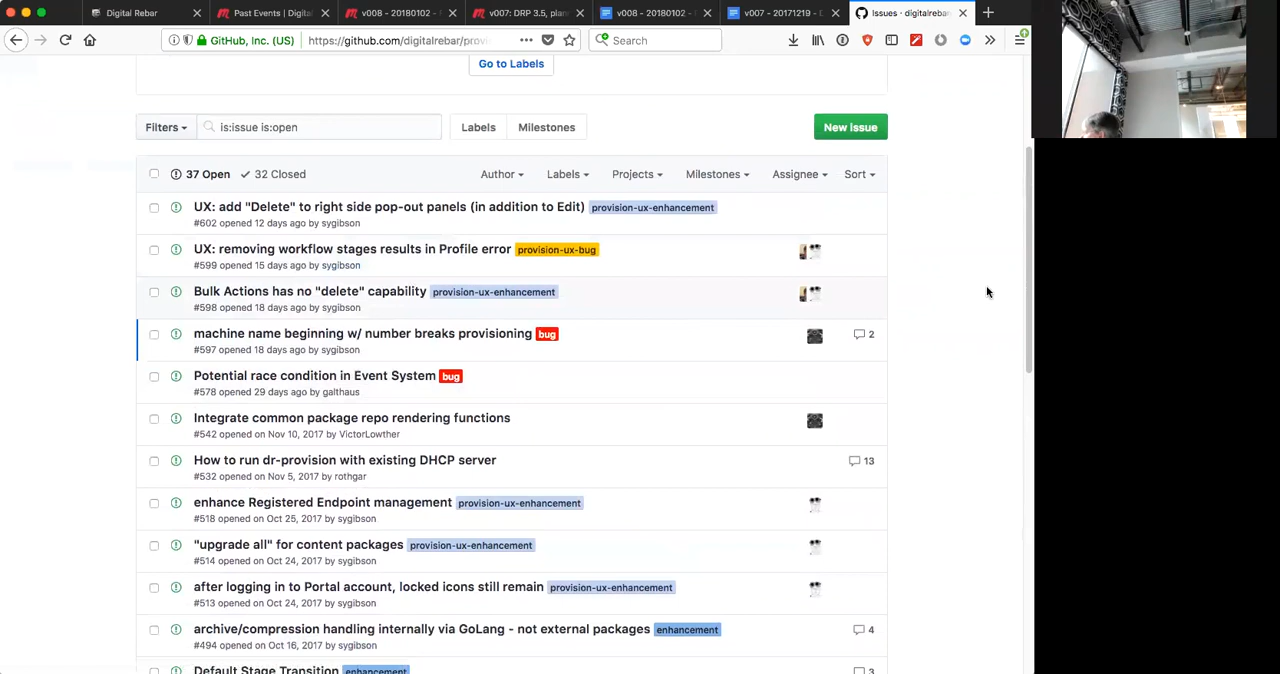 Digital Rebar
Past Events | Digita
v008 - 20180102 -
v007: DRP 3.5, plan
v008 - 20180102 -
v007 - 20171219 -
Issues · digitalrebar
GitHub, Inc. (US)
https://github.com/digitalrebar/prov
Search
Go to Labels
Filters
is:issue is:open
Labels
Milestones
New issue
37 Open
32 Closed
Author
Labels
Projects
Milestones
Assignee
Sort
UX: add "Delete" to right side pop-out panels (in addition to Edit) provision-ux-enhancement
#602 opened 12 days ago by sygibson
UX: removing workflow stages results in Profile error provision-ux-bug
#599 opened 15 days ago by sygibson
Bulk Actions has no "delete" capability provision-ux-enhancement
#598 opened 18 days ago by sygibson
machine name beginning w/ number breaks provisioning bug
2
#597 opened 18 days ago by sygibson
Potential race condition in Event System bug
#578 opened 29 days ago by galthaus
Integrate common package repo rendering functions
#542 opened on Nov 10, 2017 by VictorLowther
How to run dr-provision with existing DHCP server
13
#532 opened on Nov 5, 2017 by rothgar
enhance Registered Endpoint management provision-ux-enhancement
#518 opened on Oct 25, 2017 by sygibson
"upgrade all" for content packages provision-ux-enhancement
#514 opened on Oct 24, 2017 by sygibson
after logging in to Portal account, locked icons still remain provision-ux-enhancement
#513 opened on Oct 24, 2017 by sygibson
archive/compression handling internally via GoLang - not external packages enhancement
4
#494 opened on Oct 16, 2017 by sygibson
Default Stage Transition enhancement
3